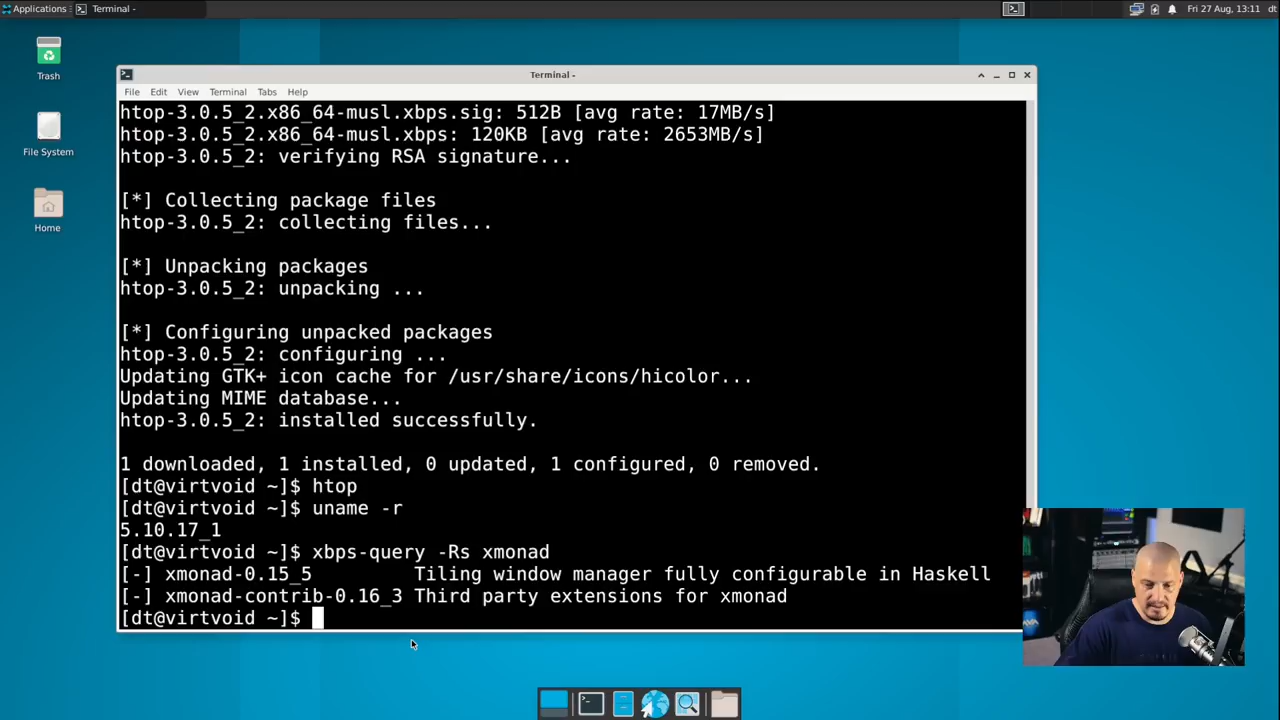 Applications
Terminal -
Fri 27 Aug, 13:11 dt
Trash
File System
Home
Terminal -
File Edit View Terminal Tabs Help
htop-3.0.5_2.x86_64-musl.xbps.sig: 512B [avg rate: 17MB/s]
htop-3.0.5_2.x86_64-musl.xbps: 120KB [avg rate: 2653MB/s]
htop-3.0.5_2: verifying RSA signature...
[*] Collecting package files
htop-3.0.5_2: collecting files...
[*] Unpacking packages
htop-3.0.5_2: unpacking ...
[*] Configuring unpacked packages
htop-3.0.5_2: configuring ...
Updating GTK+ icon cache for /usr/share/icons/hicolor...
Updating MIME database...
htop-3.0.5_2: installed successfully.
1 downloaded, 1 installed, 0 updated, 1 configured, 0 removed.
[dt@virtvoid ~]$ htop
[dt@virtvoid ~]$ uname -r
5.10.17_1
[dt@virtvoid ~]$ xbps-query -Rs xmonad
[-] xmonad-0.15_5 Tiling window manager fully configurable in Haskell
[-] xmonad-contrib-0.16_3 Third party extensions for xmonad
[dt@virtvoid ~]$